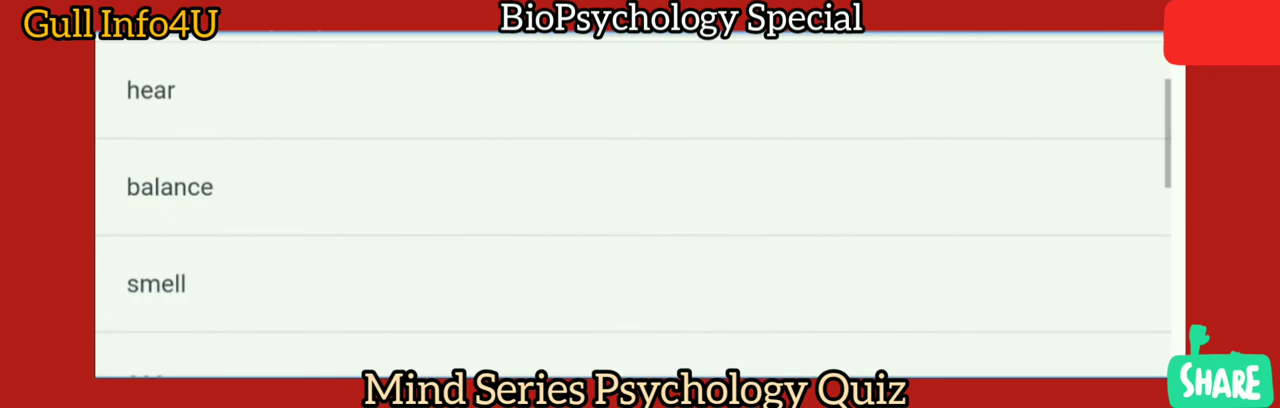 Gull Info4U
BioPsychology Special
hear
balance
smell
Mind Series Psychology Quiz
SHARE